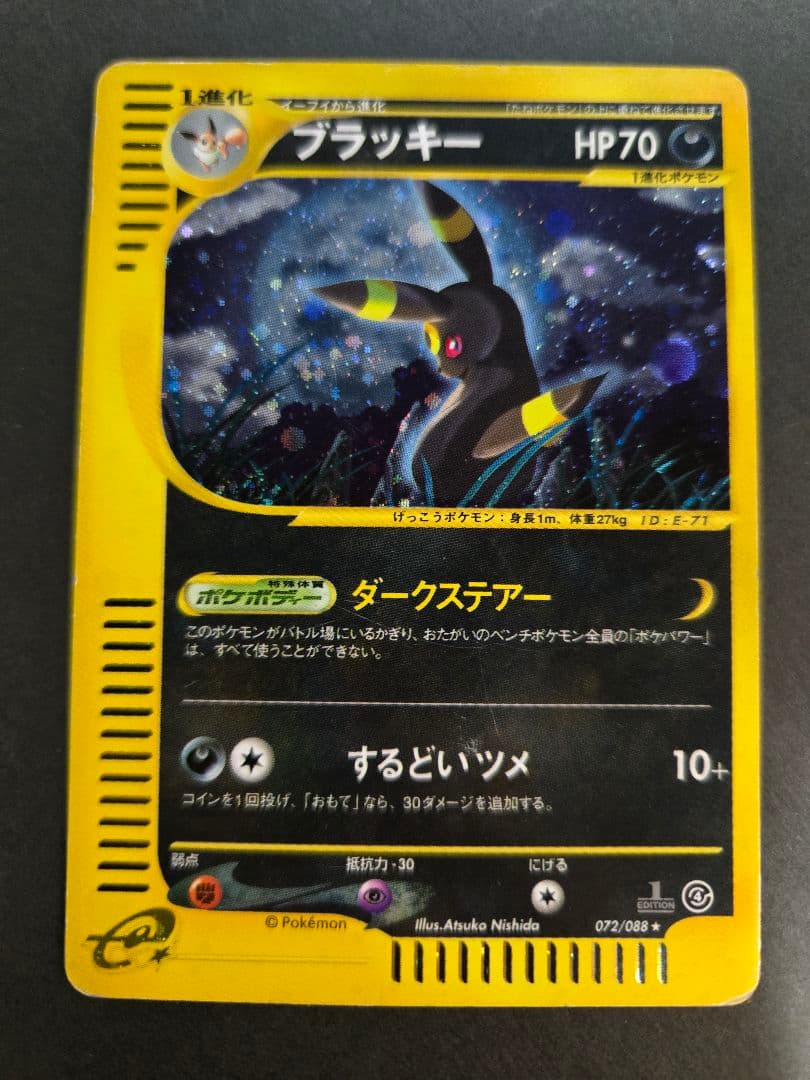 1進化
イーブイから進化
「たねポケモン」の上に重ねて進化させます。
ブラッキー HP70
1進化ポケモン
げっこうポケモン：身長1m、体重27kg ID:E-71
特殊体質
ポケボディー ダークステアー
このポケモンがバトル場にいるかぎり、おたがいのベンチポケモン全員の「ポケパワー」
は、すべて使うことができない。
するどいツメ 10+
コインを1回投げ、「おもて」なら、30ダメージを追加する。
弱点 抵抗力-30 にげる
1 EDITION 4
e
©Pokémon Illus.Atsuko Nishida 072/088★